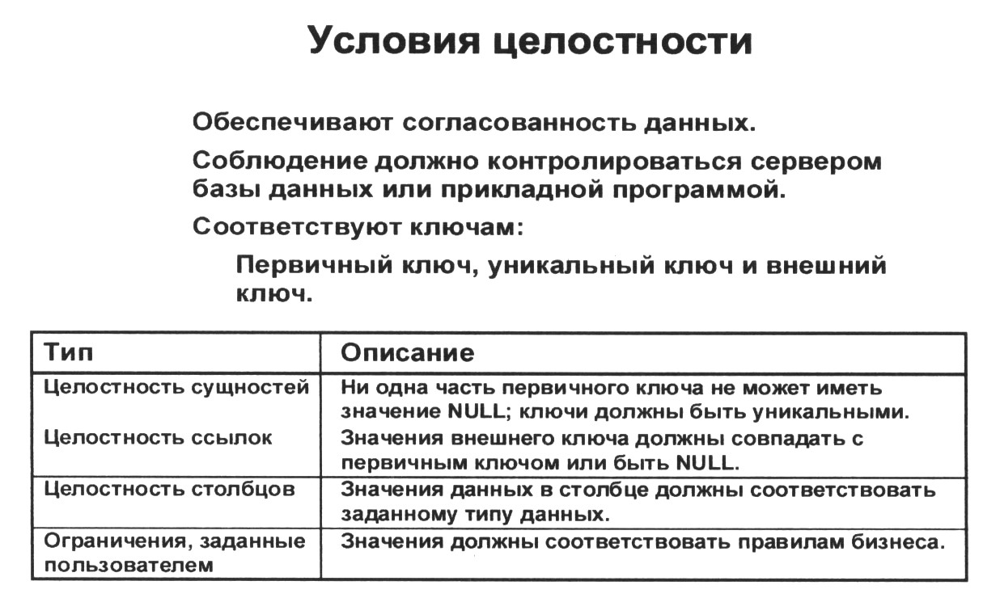 Условия целостности
Обеспечивают согласованность данных.
Соблюдение должно контролироваться сервером
базы данных или прикладной программой.
Соответствуют ключам:
Первичный ключ, уникальный ключ и внешний
ключ.
Тип Описание
Целостность сущностей Ни одна часть первичного ключа не может иметь
значение NULL; ключи должны быть уникальными.
Целостность ссылок Значения внешнего ключа должны совпадать с
первичным ключом или быть NULL.
Целостность столбцов Значения данных в столбце должны соответствовать
заданному типу данных.
Ограничения, заданные Значения должны соответствовать правилам бизнеса.
пользователем